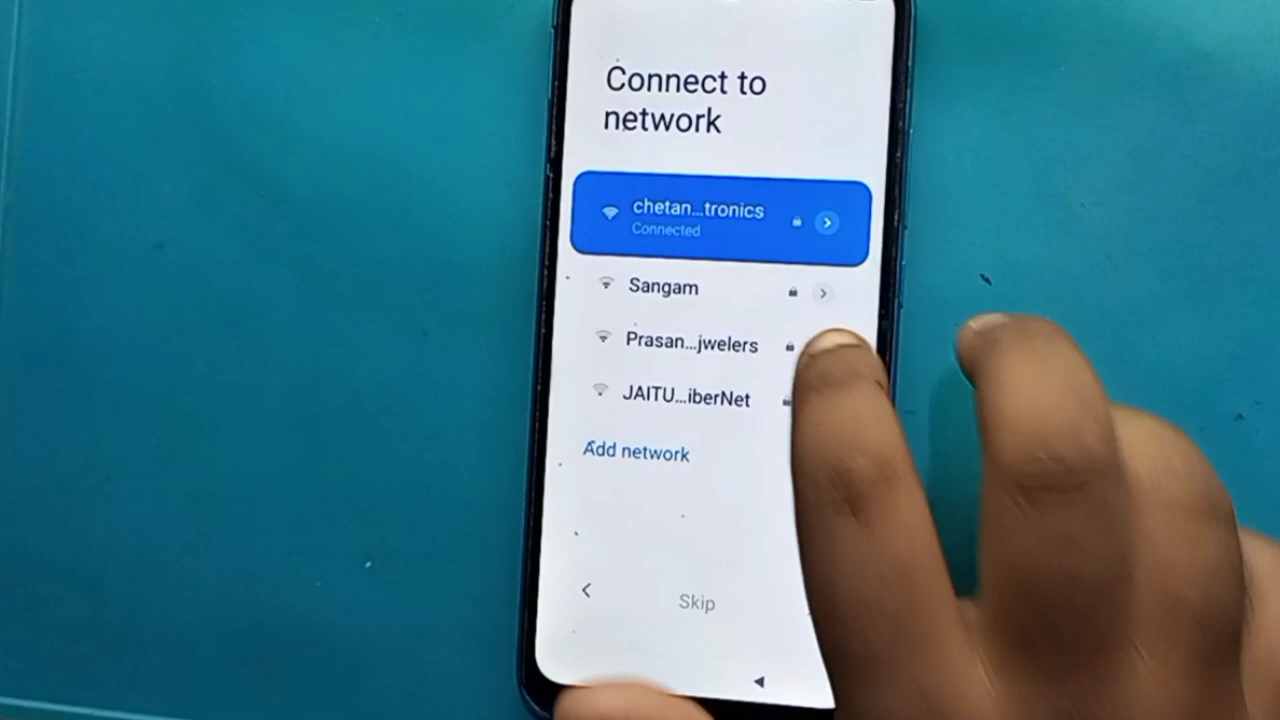 Connect to
network
chetan...tronics
Connected
Sangam
Prasan...jwelers
JAITU...iberNet
Add network
Skip